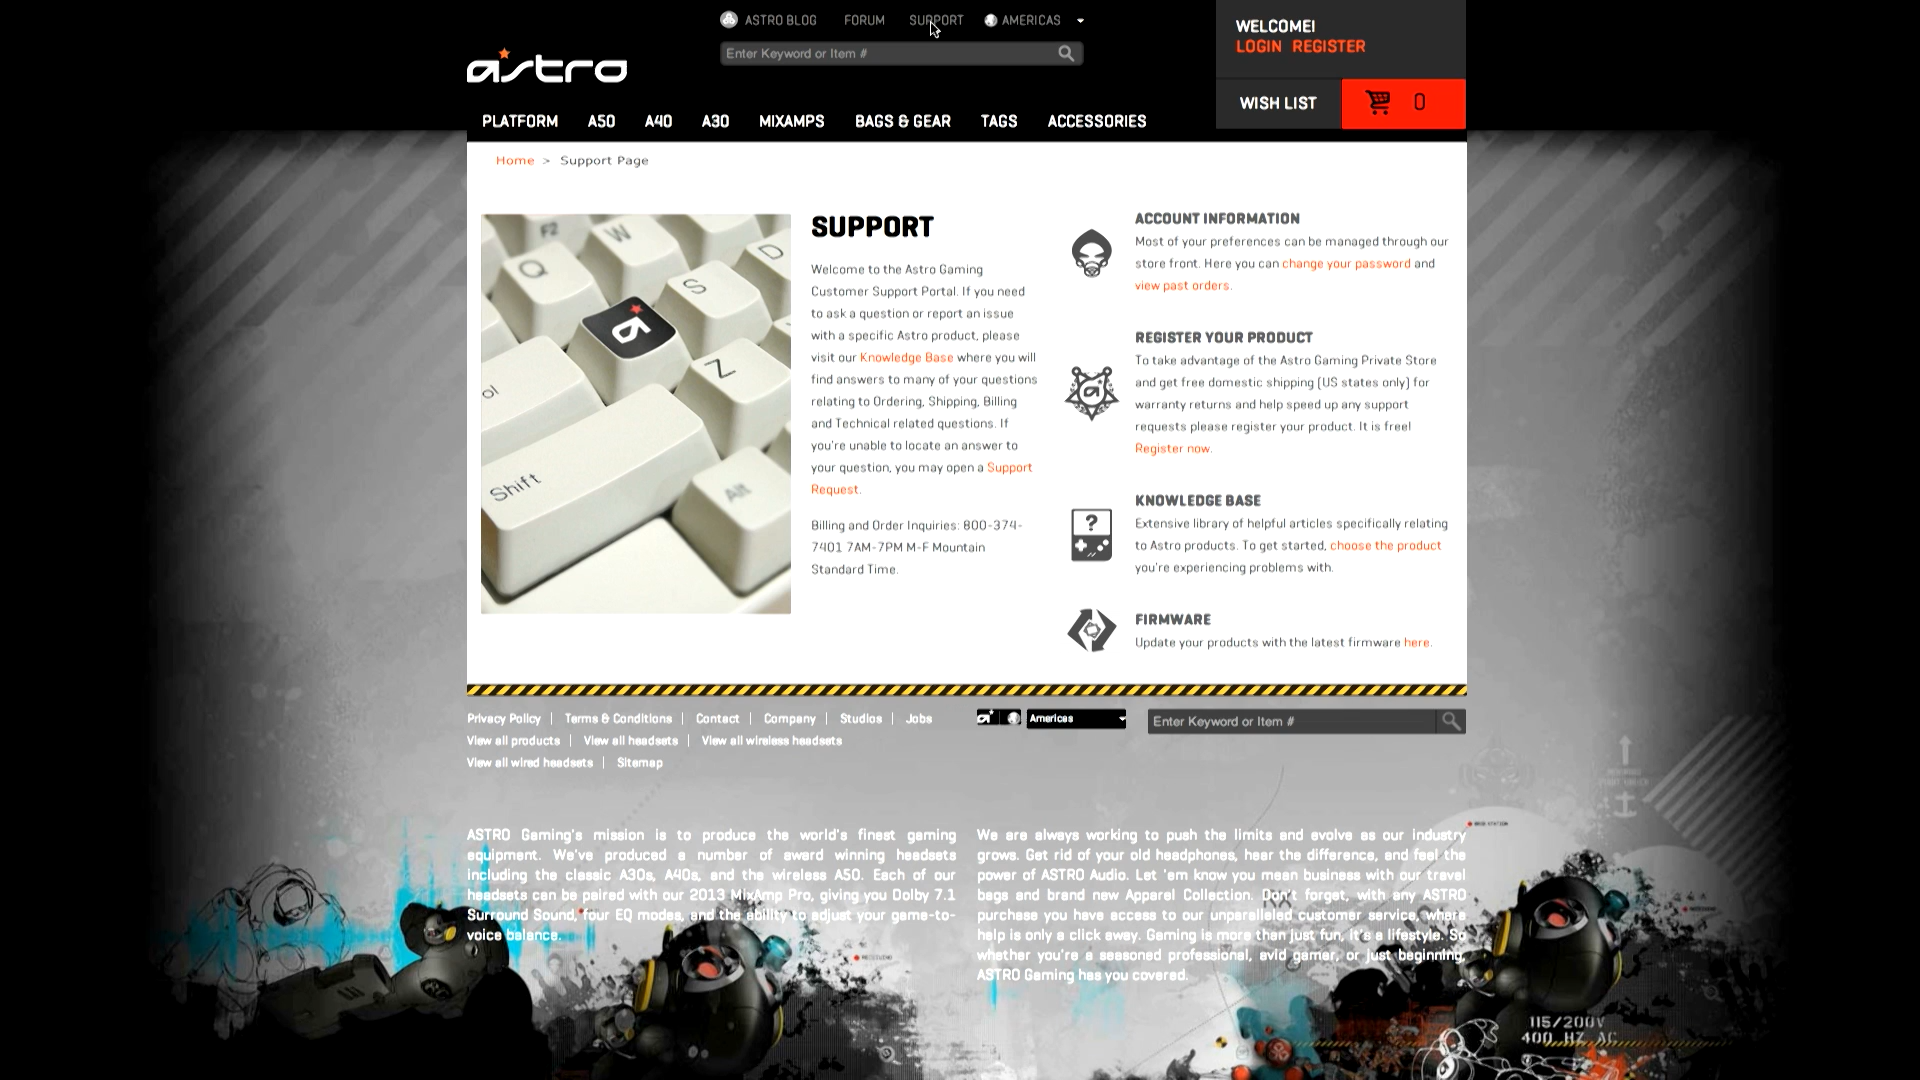 ASTRO BLOG FORUM SUPPORT AMERICAS
Enter Keyword or Item #
WELCOME!
LOGIN REGISTER
astro
WISH LIST 0
PLATFORM A50 A40 A30 MIXAMPS BAGS & GEAR TAGS ACCESSORIES
Home > Support Page
F2 W D
Q S
Z
ol
Shift Alt
SUPPORT
Welcome to the Astro Gaming
Customer Support Portal. If you need
to ask a question or report an issue
with a specific Astro product, please
visit our Knowledge Base where you will
find answers to many of your questions
relating to Ordering, Shipping, Billing
and Technical related questions. If
you're unable to locate an answer to
your question, you may open a Support
Request.
Billing and Order Inquiries: 800-374-
7401 7AM-7PM M-F Mountain
Standard Time.
ACCOUNT INFORMATION
Most of your preferences can be managed through our
store front. Here you can change your password and
view past orders.
REGISTER YOUR PRODUCT
To take advantage of the Astro Gaming Private Store
and get free domestic shipping (US states only) for
warranty returns and help speed up any support
requests please register your product. It is free!
Register now.
?
KNOWLEDGE BASE
Extensive library of helpful articles specifically relating
to Astro products. To get started, choose the product
you're experiencing problems with.
FIRMWARE
Update your products with the latest firmware here.
Privacy Policy | Terms & Conditions | Contact | Company | Studios | Jobs
View all products | View all headsets | View all wireless headsets
View all wired headsets | Sitemap
Americas
Enter Keyword or Item #
ASTRO Gaming's mission is to produce the world's finest gaming
equipment. We've produced a number of award winning headsets
including the classic A30s, A40s, and the wireless A50. Each of our
headsets can be paired with our 2013 MixAmp Pro, giving you Dolby 7.1
Surround Sound, four EQ modes, and the ability to adjust your game-to-
voice balance.
We are always working to push the limits and evolve as our industry
grows. Get rid of your old headphones, hear the difference, and feel the
power of ASTRO Audio. Let 'em know you mean business with our travel
bags and brand new Apparel Collection. Don't forget, with any ASTRO
purchase you have access to our unparalleled customer service, where
help is only a click away. Gaming is more than just fun, it's a lifestyle. So
whether you're a seasoned professional, avid gamer, or just beginning,
ASTRO Gaming has you covered.
115/200V
400 HZ AC